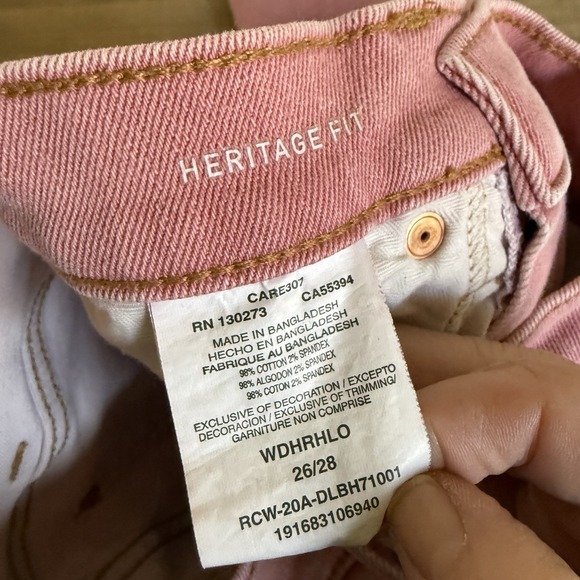 HERITAGE FIT
CARE307
RN 130273 CA55394
MADE IN BANGLADESH
HECHO EN BANGLADESH
FABRIQUE AU BANGLADESH
98% COTTON 2% SPANDEX
98% ALGODON 2% SPANDEX
98% COTON 2% SPANDEX
EXCLUSIVE OF DECORATION / EXCEPTO
DECORACION / EXCLUSIVE OF TRIMMING/
GARNITURE NON COMPRISE
WDHRHLO
26/28
RCW-20A-DLBH71001
191683106940